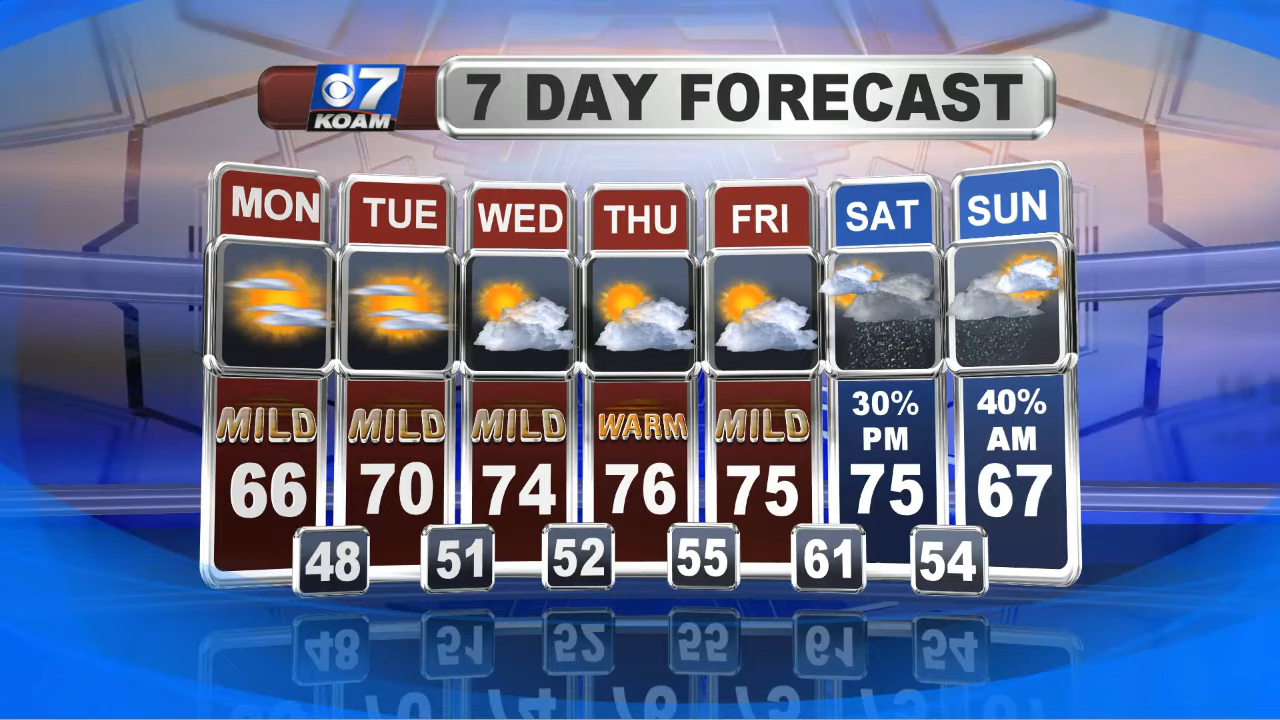 7
KOAM
7 DAY FORECAST
MON TUE WED THU FRI SAT SUN
30% 40%
MILD MILD MILD WARM MILD PM AM
66 70 74 76 75 75 67
48 51 52 55 61 54